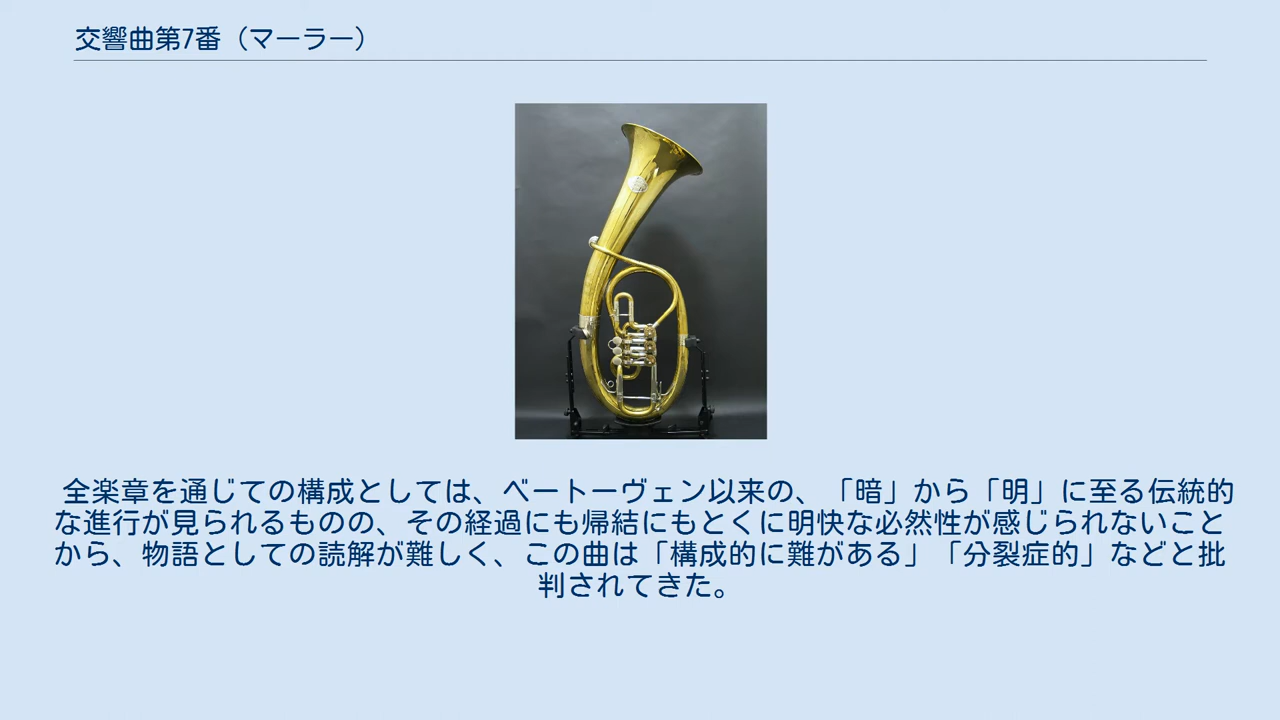 交響曲第7番（マーラー）
全楽章を通じての構成としては、ベートーヴェン以来の、「暗」から「明」に至る伝統的
な進行が見られるものの、その経過にも帰結にもとくに明快な必然性が感じられないこと
から、物語としての読解が難しく、この曲は「構成的に難がある」「分裂症的」などと批
判されてきた。